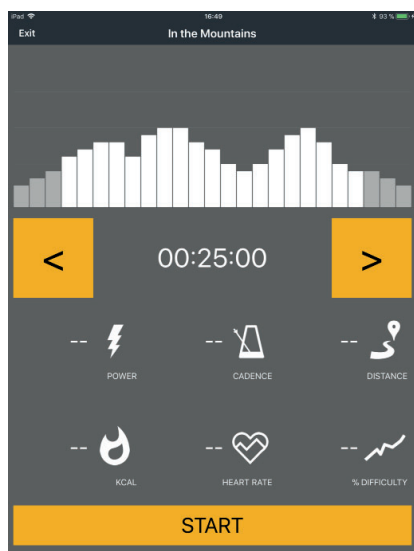 iPad 16:49 93 %
Exit In the Mountains
< 00:25:00 >
-- -- --
POWER CADENCE DISTANCE
-- -- --
KCAL HEART RATE % DIFFICULTY
START